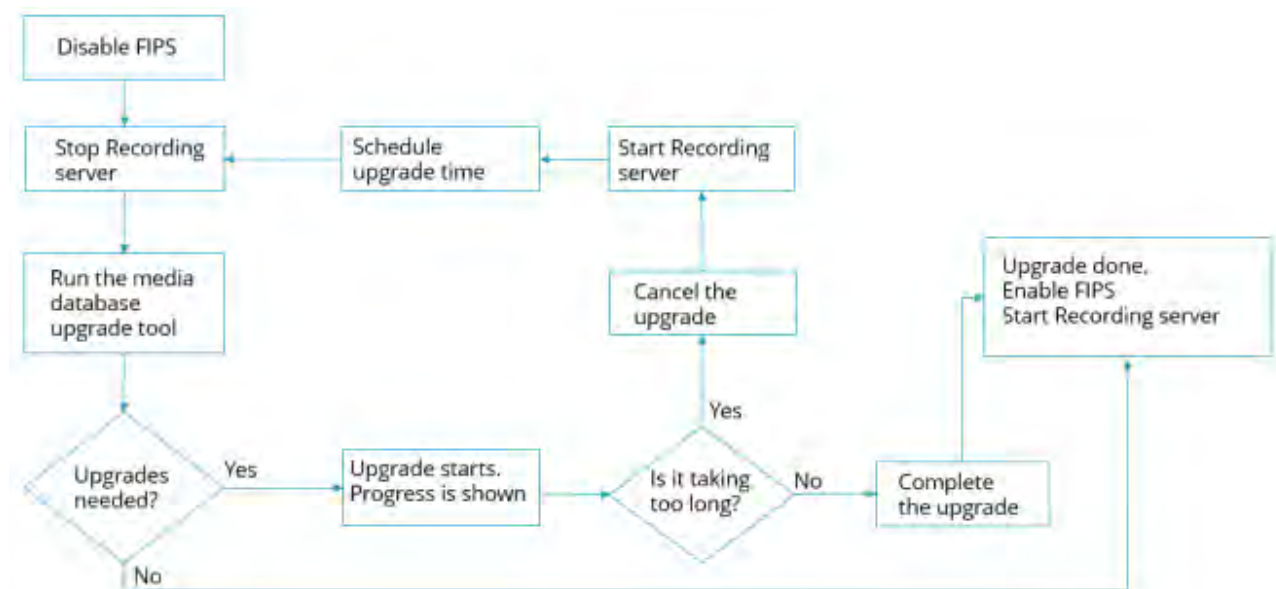 Disable FIPS
Stop Recording
server
Schedule
upgrade time
Start Recording
server
Run the media
database
upgrade tool
Cancel the
upgrade
Upgrade done.
Enable FIPS
Start Recording server
Yes
Upgrades
needed?
Yes
Upgrade starts.
Progress is shown
Is it taking
too long?
No
Complete
the upgrade
No